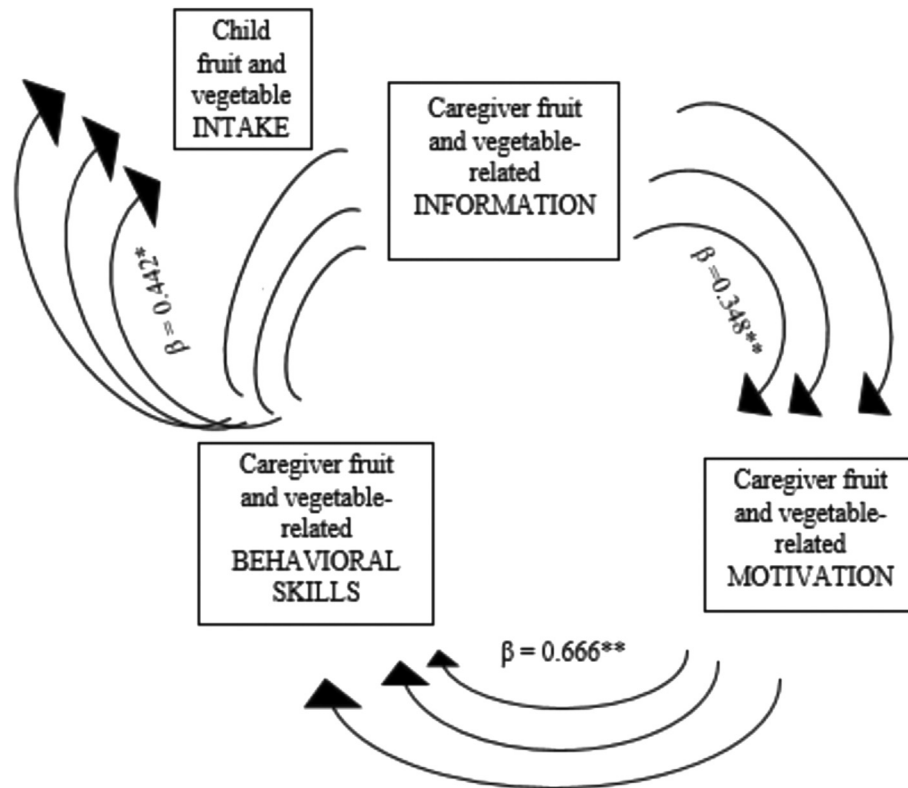 Child
fruit and
vegetable
INTAKE
Caregiver fruit
and vegetable-
related
INFORMATION
β = 0.442*
β =0.348**
Caregiver fruit
and vegetable-
related
BEHAVIORAL
SKILLS
Caregiver fruit
and vegetable-
related
MOTIVATION
β = 0.666**